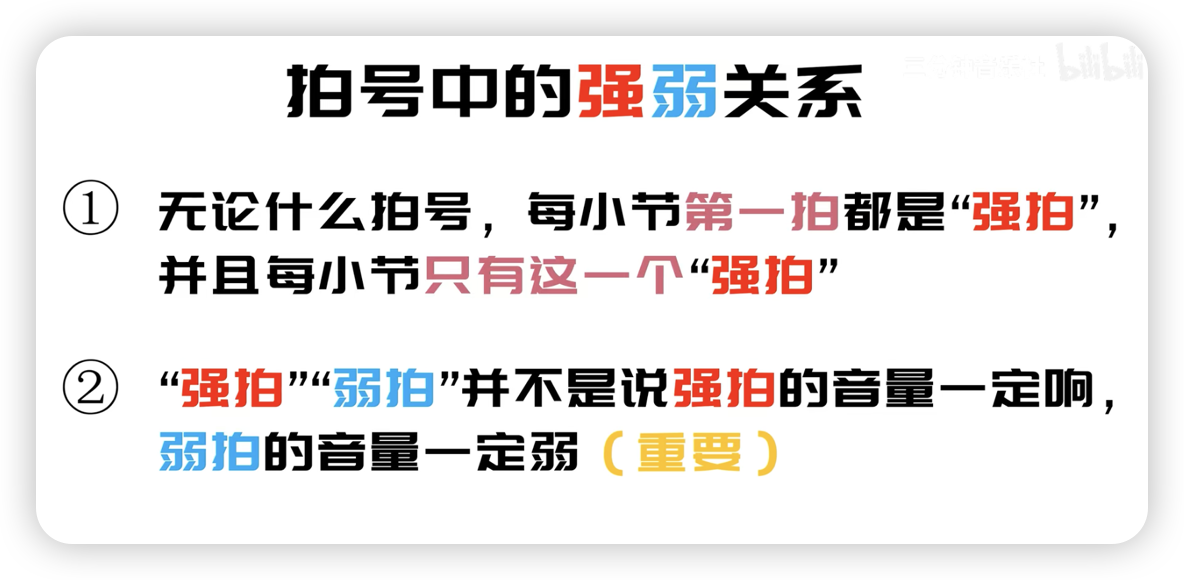 拍号中的强弱关系
bilibili
① 无论什么拍号，每小节第一拍都是“强拍”，
并且每小节只有这一个“强拍”
② “强拍”“弱拍”并不是说强拍的音量一定响，
弱拍的音量一定弱（重要）